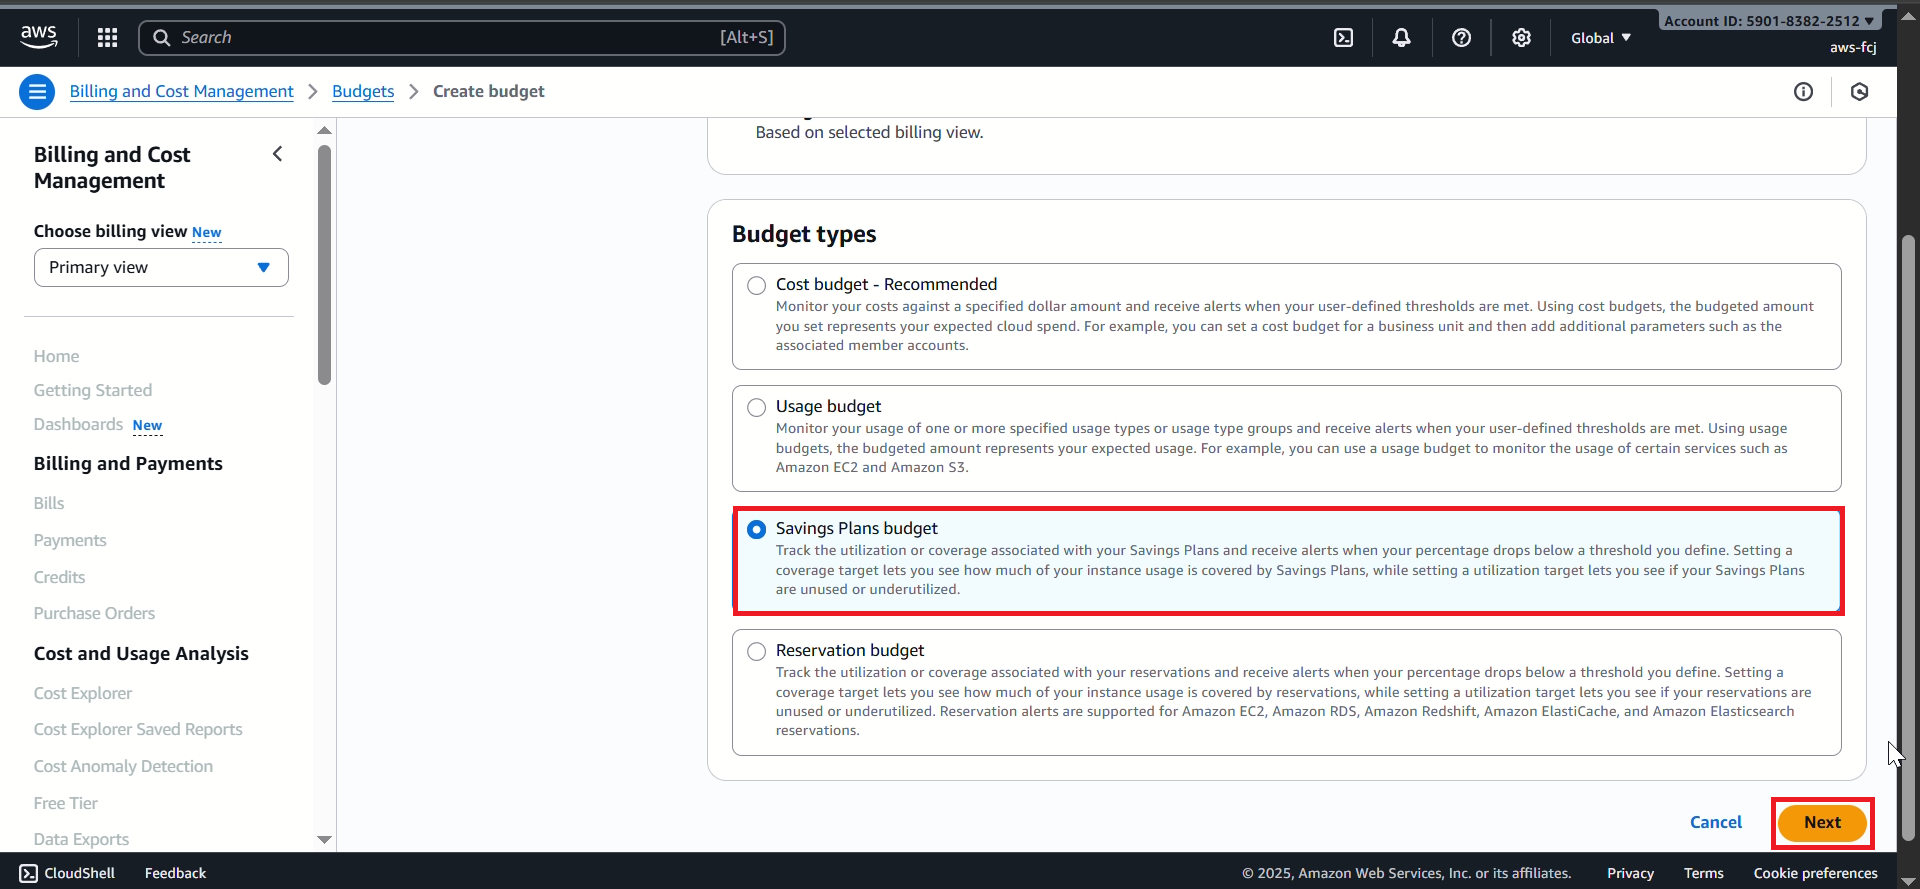 aws
Search [Alt+S]
Global ▼
Account ID: 5901-8382-2512 ▼
aws-fcj
Billing and Cost Management > Budgets > Create budget
Billing and Cost
Management
Choose billing view New
Primary view
Home
Getting Started
Dashboards New
Billing and Payments
Bills
Payments
Credits
Purchase Orders
Cost and Usage Analysis
Cost Explorer
Cost Explorer Saved Reports
Cost Anomaly Detection
Free Tier
Data Exports
Based on selected billing view.
Budget types
Cost budget - Recommended
Monitor your costs against a specified dollar amount and receive alerts when your user-defined thresholds are met. Using cost budgets, the budgeted amount
you set represents your expected cloud spend. For example, you can set a cost budget for a business unit and then add additional parameters such as the
associated member accounts.
Usage budget
Monitor your usage of one or more specified usage types or usage type groups and receive alerts when your user-defined thresholds are met. Using usage
budgets, the budgeted amount represents your expected usage. For example, you can use a usage budget to monitor the usage of certain services such as
Amazon EC2 and Amazon S3.
Savings Plans budget
Track the utilization or coverage associated with your Savings Plans and receive alerts when your percentage drops below a threshold you define. Setting a
coverage target lets you see how much of your instance usage is covered by Savings Plans, while setting a utilization target lets you see if your Savings Plans
are unused or underutilized.
Reservation budget
Track the utilization or coverage associated with your reservations and receive alerts when your percentage drops below a threshold you define. Setting a
coverage target lets you see how much of your instance usage is covered by reservations, while setting a utilization target lets you see if your reservations are
unused or underutilized. Reservation alerts are supported for Amazon EC2, Amazon RDS, Amazon Redshift, Amazon ElastiCache, and Amazon Elasticsearch
reservations.
Cancel Next
CloudShell Feedback © 2025, Amazon Web Services, Inc. or its affiliates. Privacy Terms Cookie preferences